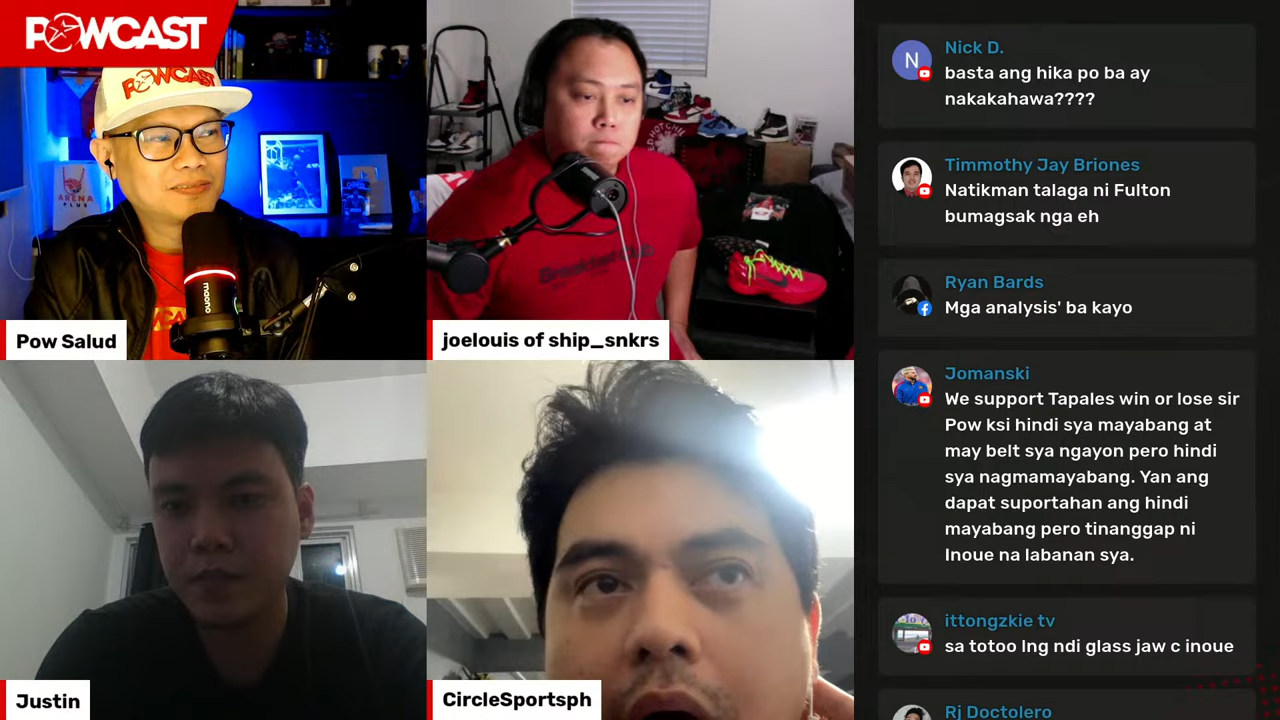 POWCAST
POWCAST
ARENA
PLUS
maono
Pow Salud
joelouis of ship_snkrs
Justin
CircleSportsph
N
Nick D.
basta ang hika po ba ay
nakakahawa????
Timmothy Jay Briones
Natikman talaga ni Fulton
bumagsak nga eh
Ryan Bards
Mga analysis' ba kayo
Jomanski
We support Tapales win or lose sir
Pow ksi hindi sya mayabang at
may belt sya ngayon pero hindi
sya nagmamayabang. Yan ang
dapat suportahan ang hindi
mayabang pero tinanggap ni
Inoue na labanan sya.
ittongzkie tv
sa totoo lng ndi glass jaw c inoue
Rj Doctolero